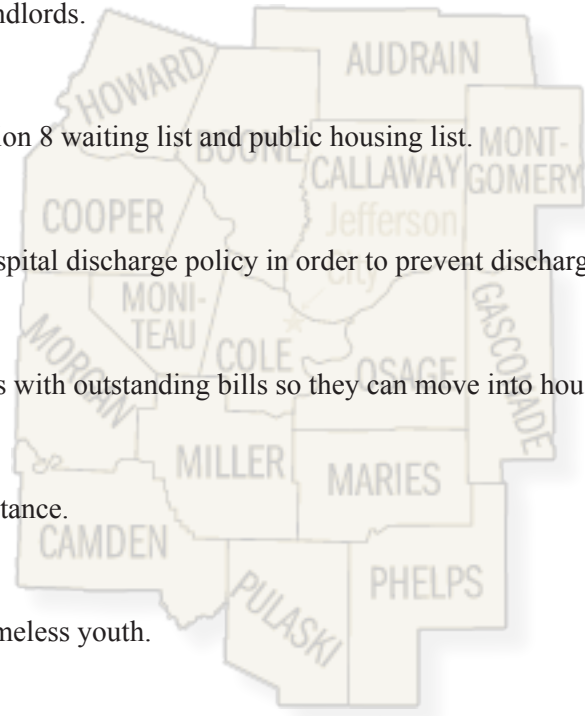 ndlords.
HOWARD
AUDRAIN
ion 8 waiting list and public housing list.
BOONE
MONT-
GOMERY
CALLAWAY
COOPER
Jefferson
City
spital discharge policy in order to prevent discharg
MONI-
TEAU
MORGAN
COLE
OSAGE
GASCONADE
s with outstanding bills so they can move into hou
MILLER
MARIES
tance.
CAMDEN
PHELPS
PULASKI
meless youth.